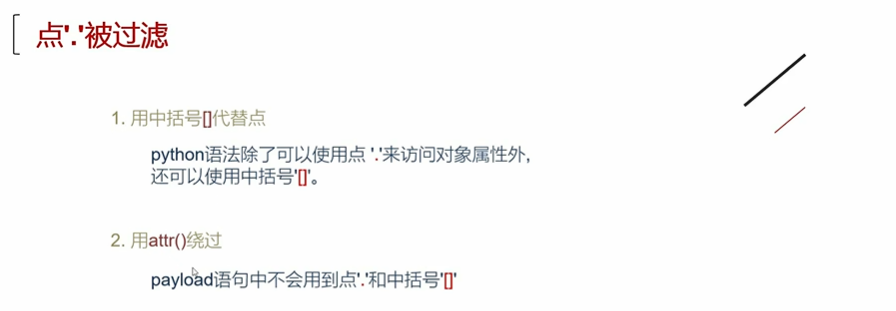 点'.'被过滤
1. 用中括号[]代替点
python语法除了可以使用点 '.'来访问对象属性外，
还可以使用中括号'[]'。
2. 用attr()绕过
payload语句中不会用到点'.'和中括号'[]'